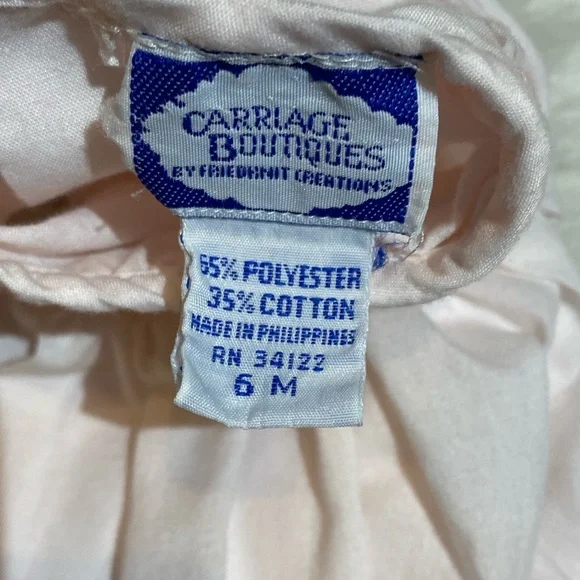 CARRIAGE
BOUTIQUES
BY FRIEDKNIT CREATIONS
65% POLYESTER
35% COTTON
MADE IN PHILIPPINES
RN 34122
6 M